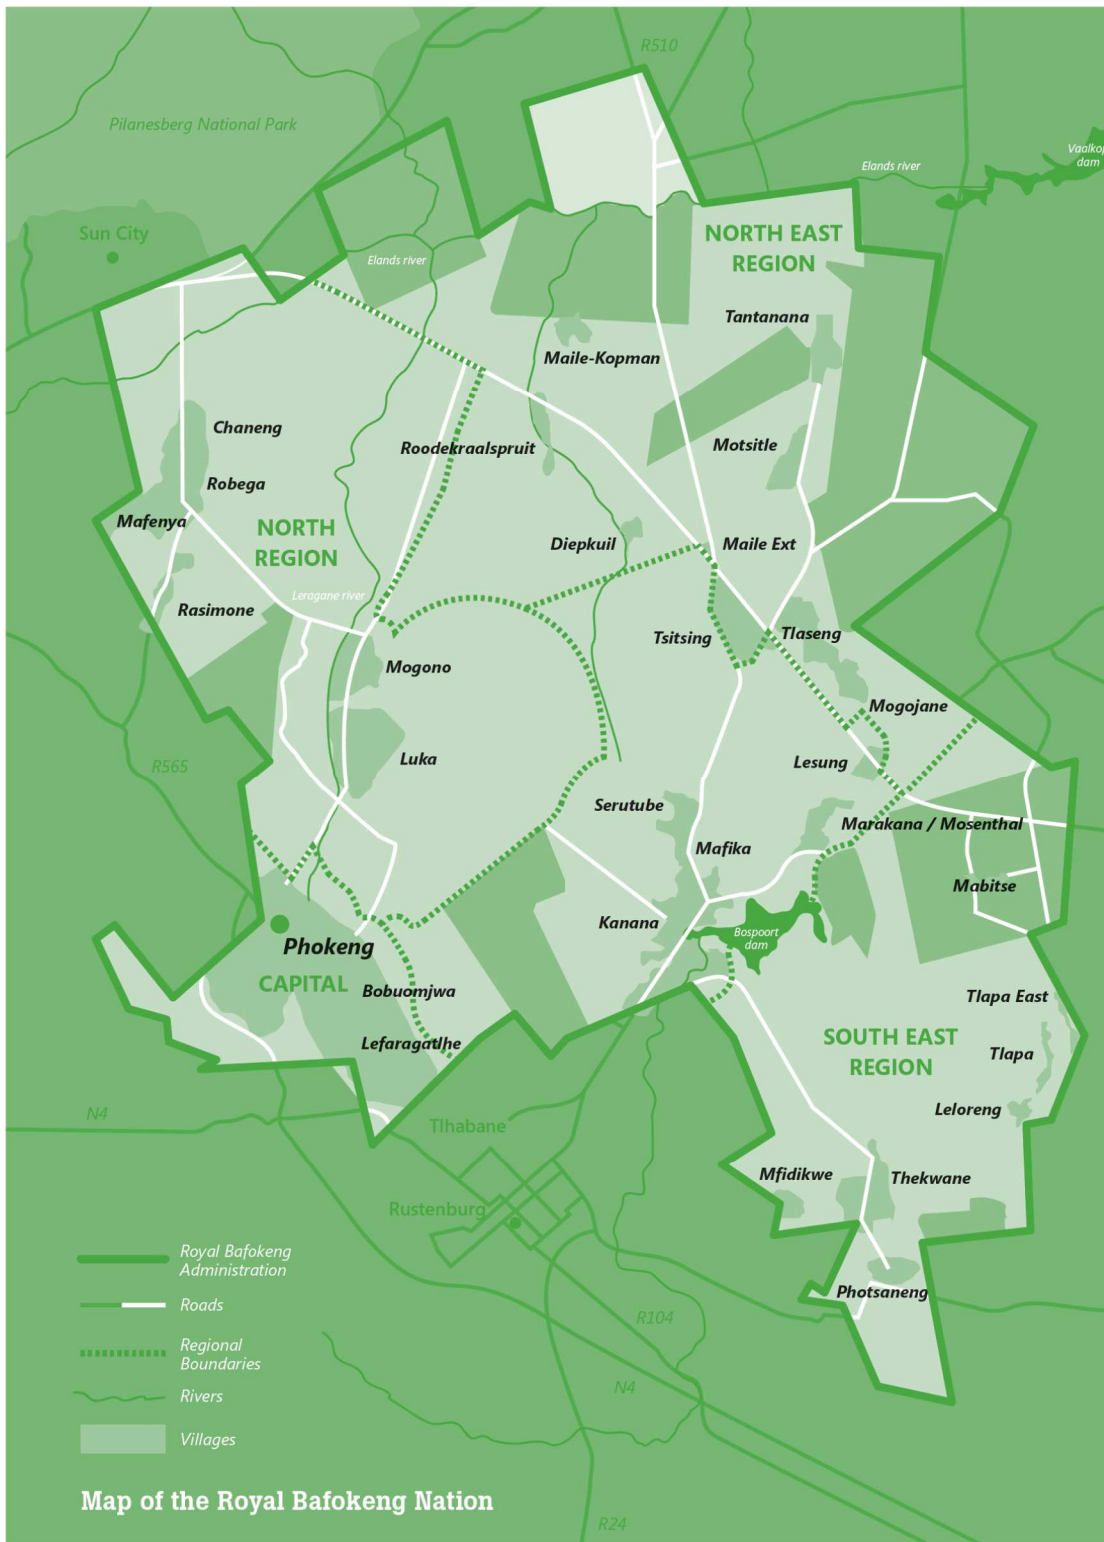 R510
Pilanesberg National Park
Vaalkop
dam
Elands river
Sun City
NORTH EAST
REGION
Elands river
Tantanana
Maile-Kopman
Chaneng
Roodekraalspruit
Motsitle
Robega
Mafenya
NORTH
REGION
Diepkuil
Maile Ext
Leragane river
Rasimone
Tsitsing
Tlaseng
Mogono
Mogojane
Luka
Lesung
R565
Serutube
Marakana / Mosenthal
Mafika
Mabitse
Kanana
Bospoort
dam
Phokeng
CAPITAL
Bobuomjwa
Tlapa East
Lefaragatlhe
SOUTH EAST
REGION
Tlapa
N4
Leloreng
Tlhabane
Mfidikwe
Thekwane
Rustenburg
Photsaneng
R104
N4
R24
Royal Bafokeng
Administration
Roads
Regional
Boundaries
Rivers
Villages
Map of the Royal Bafokeng Nation